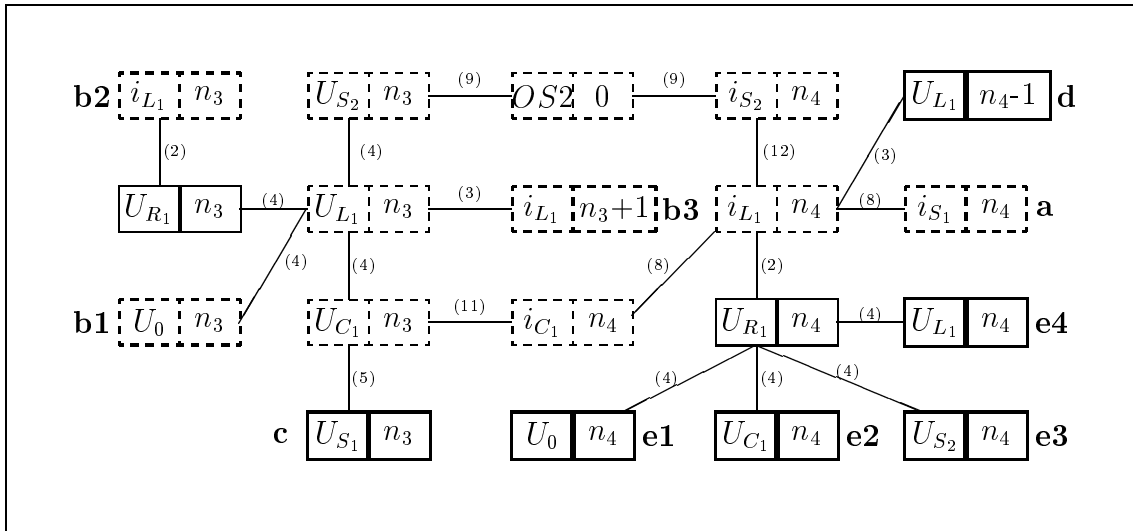 b2 i_{L_1} n_3 U_{S_2} n_3 (9) OS2 0 (9) i_{S_2} n_4 U_{L_1} n_4-1 d
(2) (4) (12) (3)
U_{R_1} n_3 (4) U_{L_1} n_3 (3) i_{L_1} n_3+1 b3 i_{L_1} n_4 (8) i_{S_1} n_4 a
(4) (4) (8) (2)
b1 U_0 n_3 U_{C_1} n_3 (11) i_{C_1} n_4 U_{R_1} n_4 (4) U_{L_1} n_4 e4
(5) (4) (4) (4)
c U_{S_1} n_3 U_0 n_4 e1 U_{C_1} n_4 e2 U_{S_2} n_4 e3